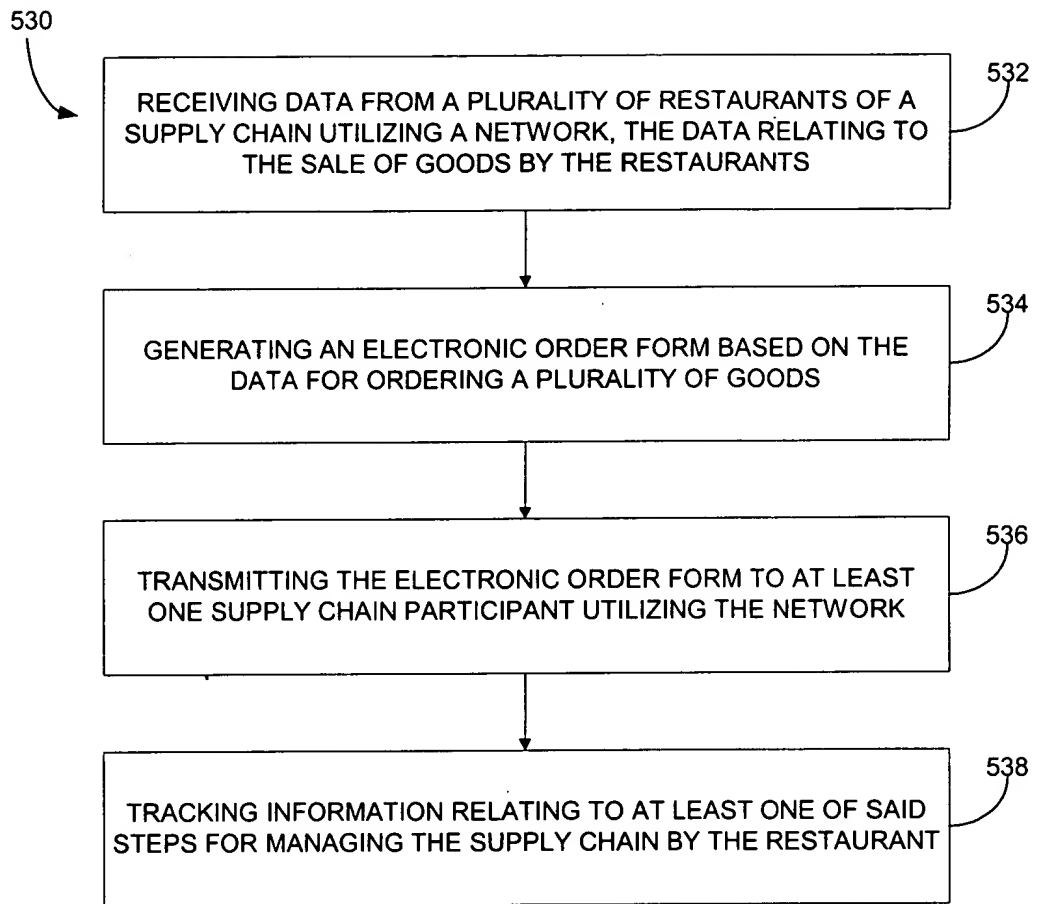 530
532
RECEIVING DATA FROM A PLURALITY OF RESTAURANTS OF A
SUPPLY CHAIN UTILIZING A NETWORK, THE DATA RELATING TO
THE SALE OF GOODS BY THE RESTAURANTS
534
GENERATING AN ELECTRONIC ORDER FORM BASED ON THE
DATA FOR ORDERING A PLURALITY OF GOODS
536
TRANSMITTING THE ELECTRONIC ORDER FORM TO AT LEAST
ONE SUPPLY CHAIN PARTICIPANT UTILIZING THE NETWORK
538
TRACKING INFORMATION RELATING TO AT LEAST ONE OF SAID
STEPS FOR MANAGING THE SUPPLY CHAIN BY THE RESTAURANT